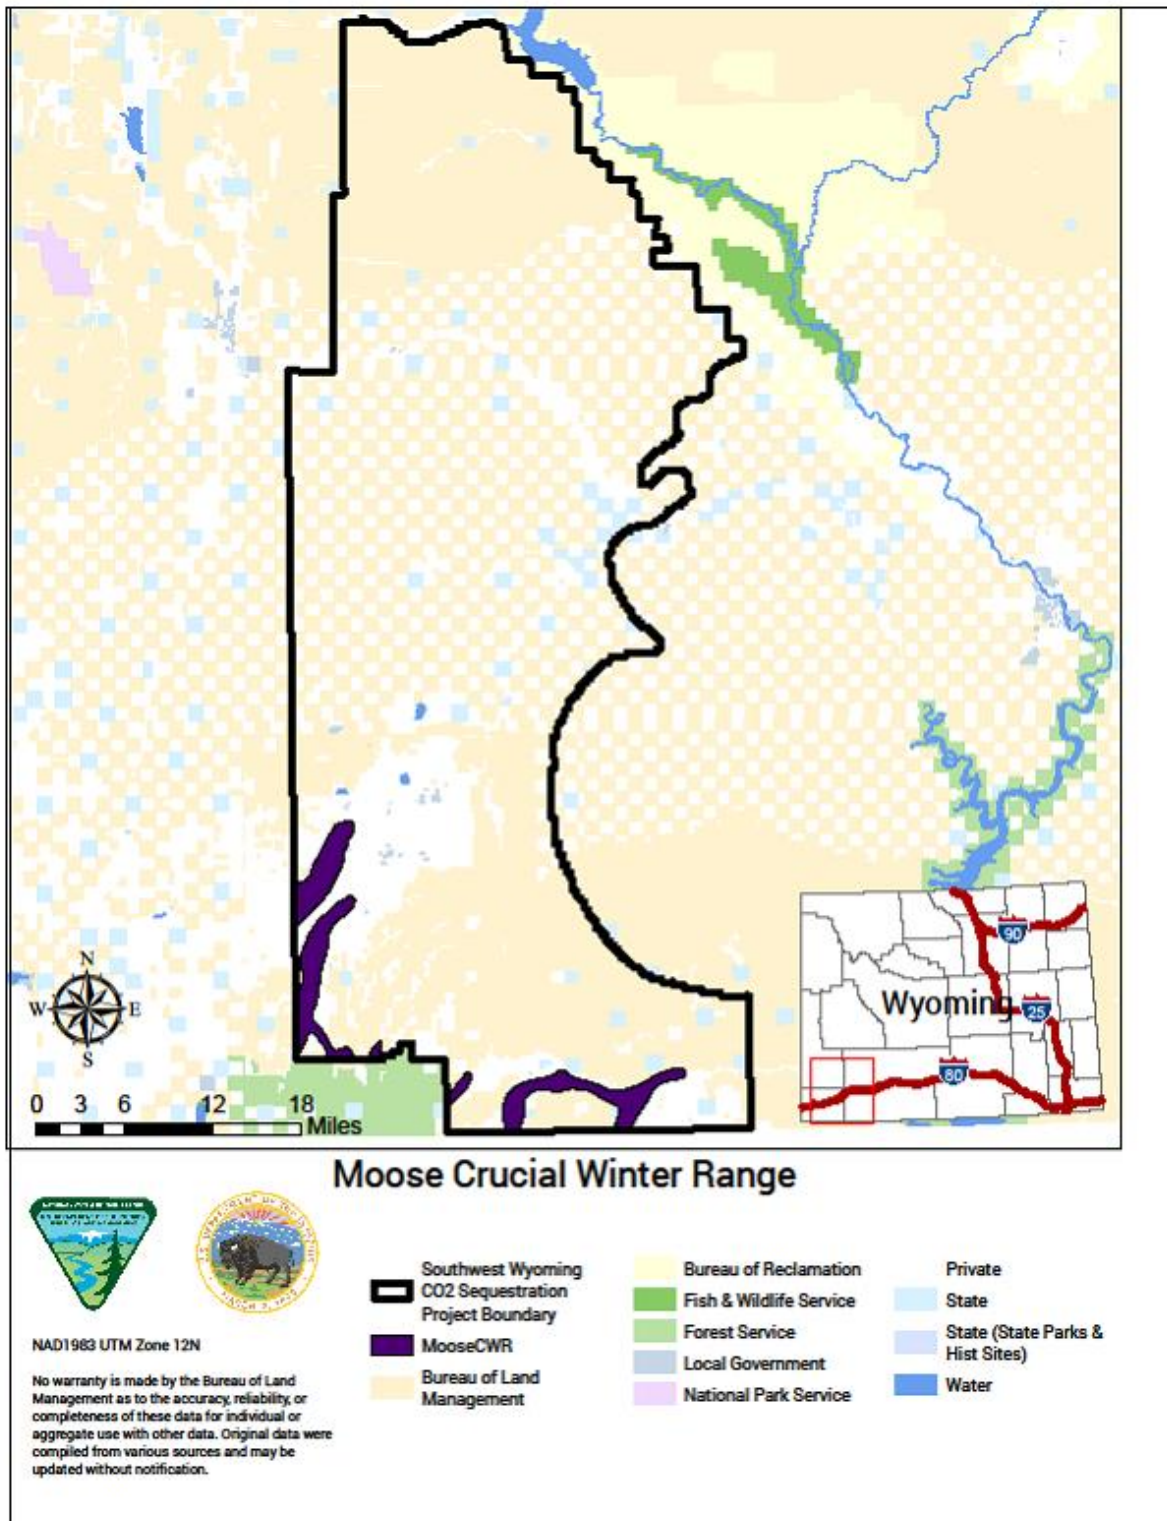 90
Wyoming
25
80
N
W
E
S
0 3 6 12 18
Miles
Moose Crucial Winter Range
NAD1983 UTM Zone 12N
No warranty is made by the Bureau of Land
Management as to the accuracy, reliability, or
completeness of these data for individual or
aggregate use with other data. Original data were
compiled from various sources and may be
updated without notification.
Southwest Wyoming
CO2 Sequestration
Project Boundary
MooseCWR
Bureau of Land
Management
Bureau of Reclamation
Fish & Wildlife Service
Forest Service
Local Government
National Park Service
Private
State
State (State Parks &
Hist Sites)
Water